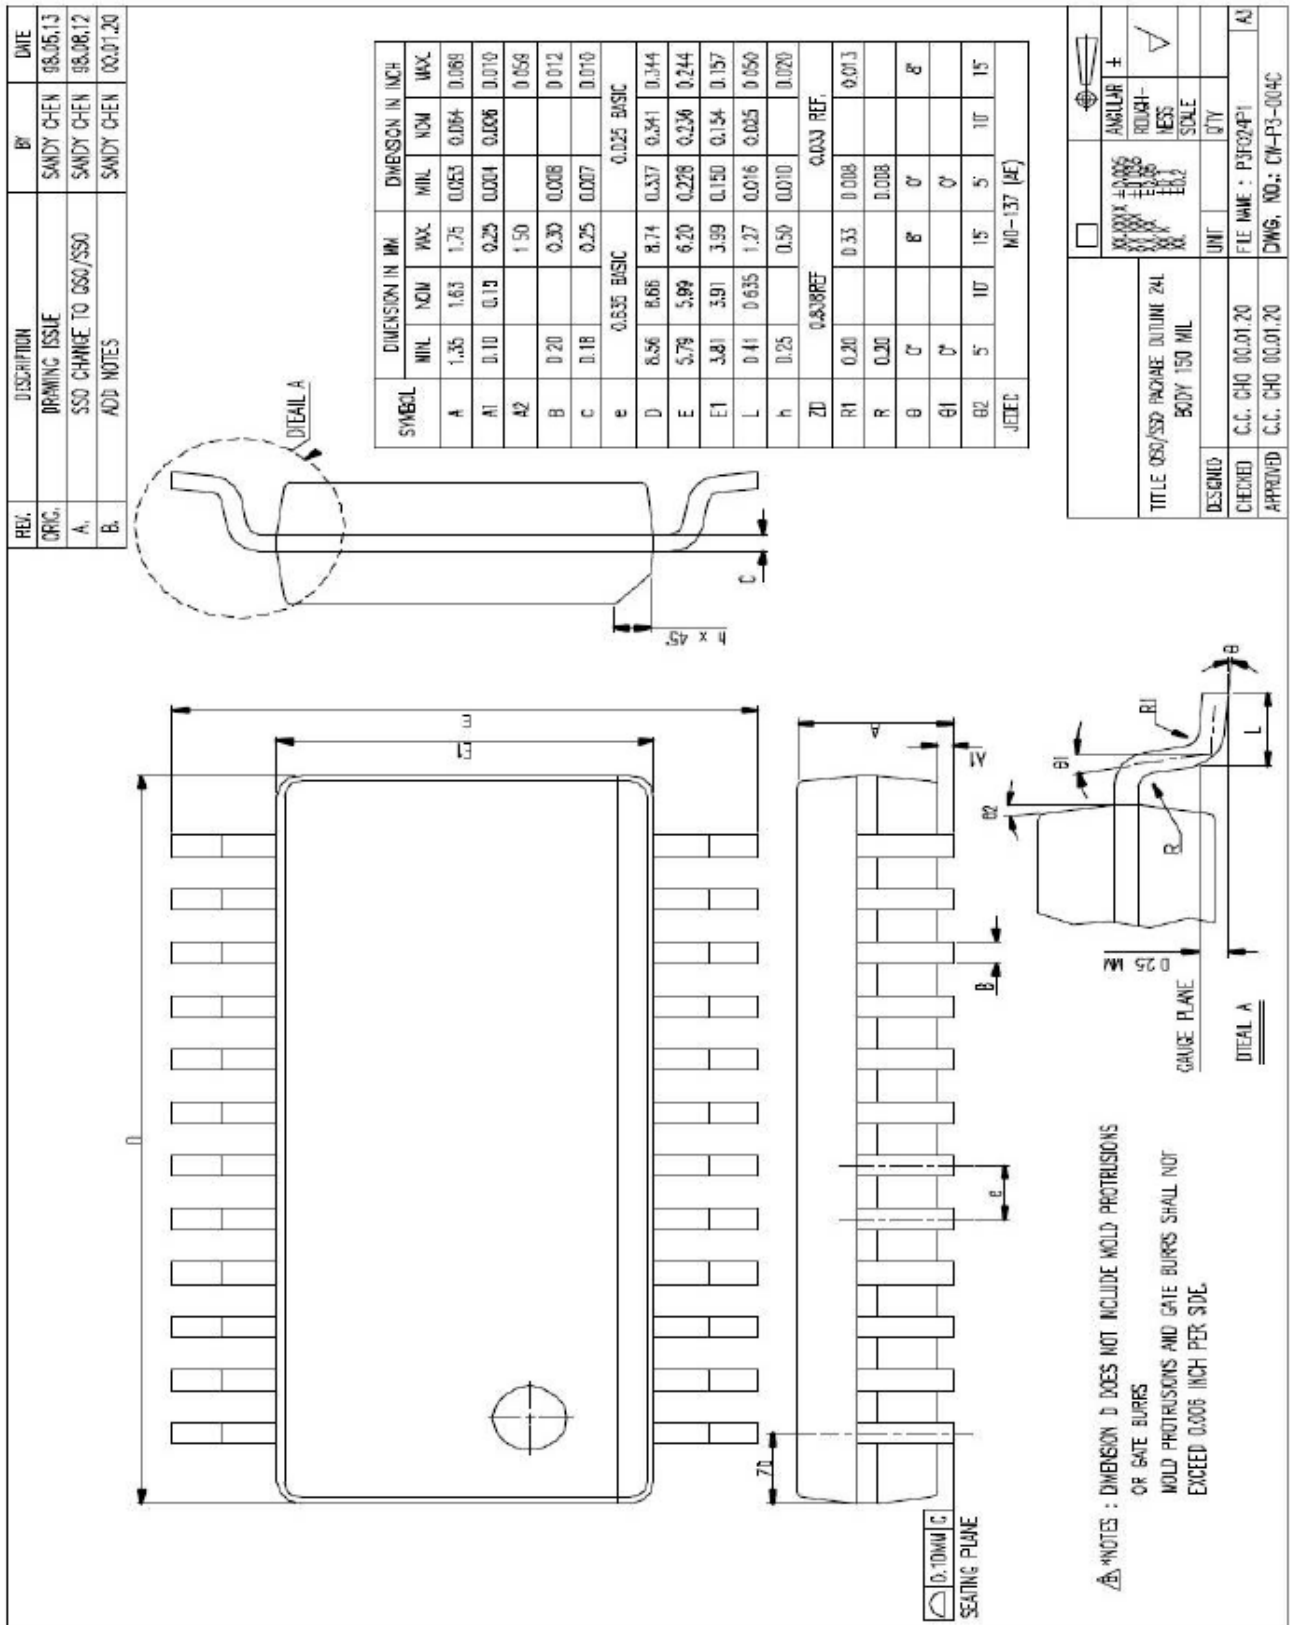 REV. DESCRIPTION BY DATE
ORIG. DRAWING ISSUE SANDY CHEN 98.05.13
A. SSO CHANGE TO QSO/SSO SANDY CHEN 98.08.12
B. ADD NOTES SANDY CHEN 00.01.20
DTEAIL A
C
h x 45°
SYMBOL DIMENSION IN MM DIMENSION IN INCH
MIN. NOM MAX. MIN. NOM MAX.
A 1.35 1.63 1.75 0.053 0.064 0.069
A1 0.10 0.15 0.25 0.004 0.006 0.010
A2 1.50 0.059
B 0.20 0.30 0.008 0.012
C 0.18 0.25 0.007 0.010
e 0.635 BASIC 0.025 BASIC
D 8.56 8.66 8.74 0.337 0.341 0.344
E 5.79 5.99 6.20 0.228 0.236 0.244
E1 3.81 3.91 3.99 0.150 0.154 0.157
L 0.41 0.635 1.27 0.016 0.025 0.050
h 0.25 0.50 0.010 0.020
ZD 0.838REF 0.033 REF.
R1 0.20 0.33 0.008 0.013
R 0.20 0.008
θ 0° 8° 0° 8°
θ1 0° 0°
θ2 5° 10° 15° 5° 10° 15°
JEDEC MO-137 (AE)
D
E
E1
A
A1
B
e
ZD
0.10MM C
SEATING PLANE
θ2
θ1
R
R1
L
θ
0.25 MM
GAUGE PLANE
DTEAIL A
B *NOTES : DIMENSION D DOES NOT INCLUDE MOLD PROTRUSIONS
OR GATE BURRS
MOLD PROTRUSIONS AND GATE BURRS SHALL NOT
EXCEED 0.006 INCH PER SIDE.
TITLE QSO/SSO PACKAGE OUTLINE 24L
BODY 150 MIL
ANGULAR ±
ROUGH-
NESS
SCALE
UNIT Q'TY
DESIGNED
CHECKED C.C. CHO 00.01.20 FILE NAME : P3F024P1 A3
APPROVED C.C. CHO 00.01.20 DWG. NO.: CW-P3-004C